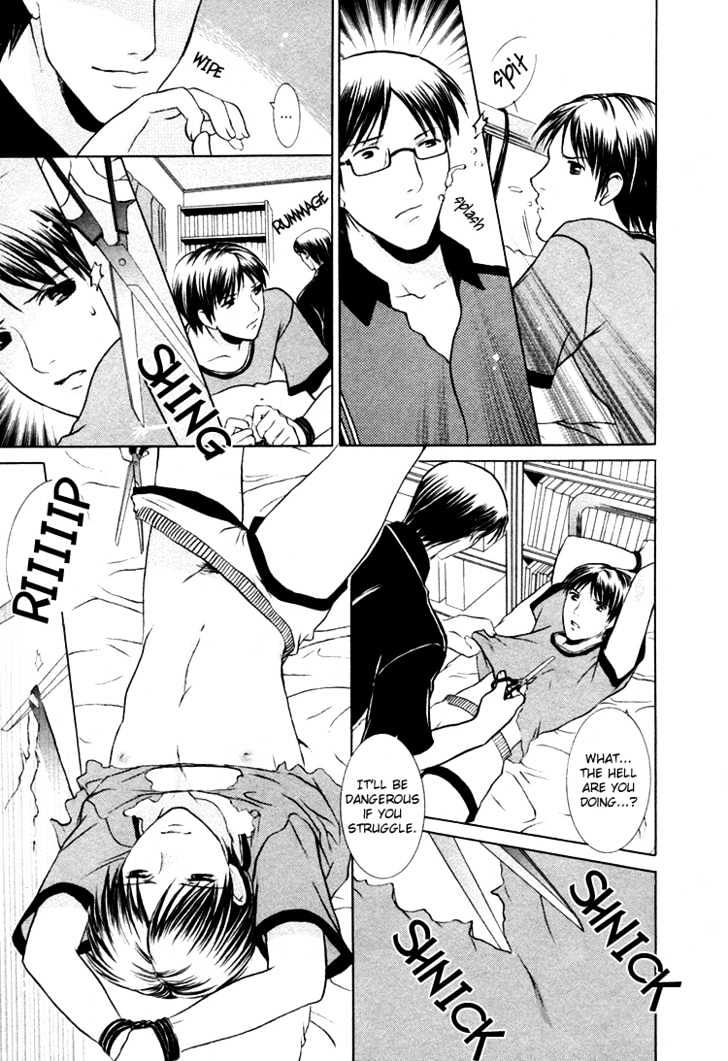 spit
splash
WIPE
...
RUMMAGE
SHING
WHAT...
THE HELL
ARE YOU
DOING...?
IT'LL BE
DANGEROUS
IF YOU
STRUGGLE.
SHNICK
SHNICK
RIIIIIP